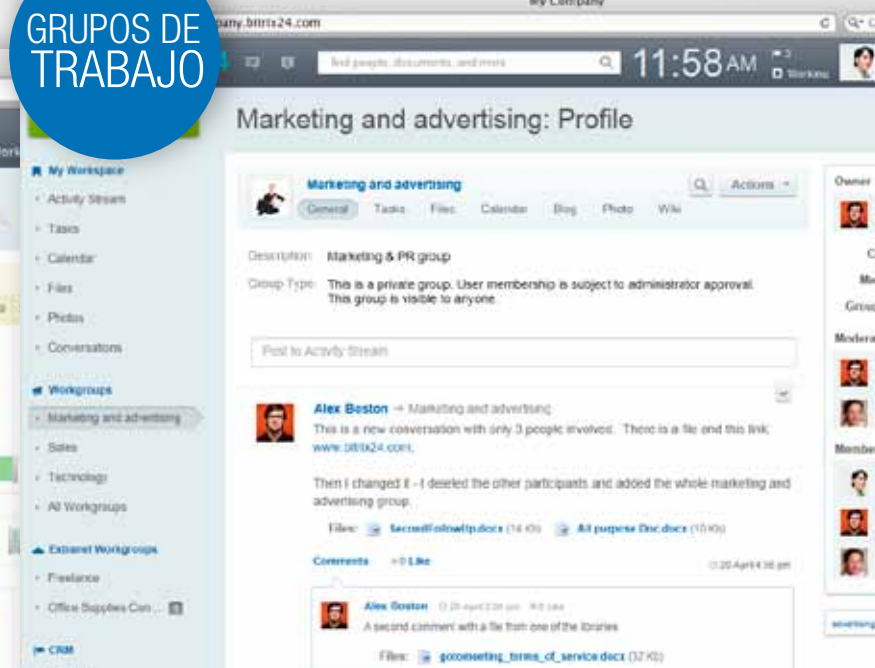 GRUPOS DE
TRABAJO
My Company
pany.bitrix24.com
find people, documents, and more
11:58 AM
3
Working
Marketing and advertising: Profile
My Workspace
Activity Stream
Tasks
Calendar
Files
Photos
Conversations
Workgroups
Marketing and advertising
Sales
Technology
All Workgroups
Extranet Workgroups
Freelance
Office Supplies Con ...
CRM
Marketing and advertising
Actions
General Tasks Files Calendar Blog Photo Wiki
Description: Marketing & PR group
Group Type: This is a private group. User membership is subject to administrator approval.
This group is visible to anyone.
Post to Activity Stream
Alex Boston → Marketing and advertising
This is a new conversation with only 3 people involved. There is a file and this link:
www.bitrix24.com;
Then I changed it - I deleted the other participants and added the whole marketing and
advertising group.
Files: SecondFollowUp.docx (14 Kb) All purpose Doc.docx (10 Kb)
Comments + 0 Like
20 April 4:36 pm
Alex Boston
A second comment with a file from one of the libraries
Files: gotomeeting_terms_of_service.docx (32 Kb)
Owner
Group
Modera
Member
advertising